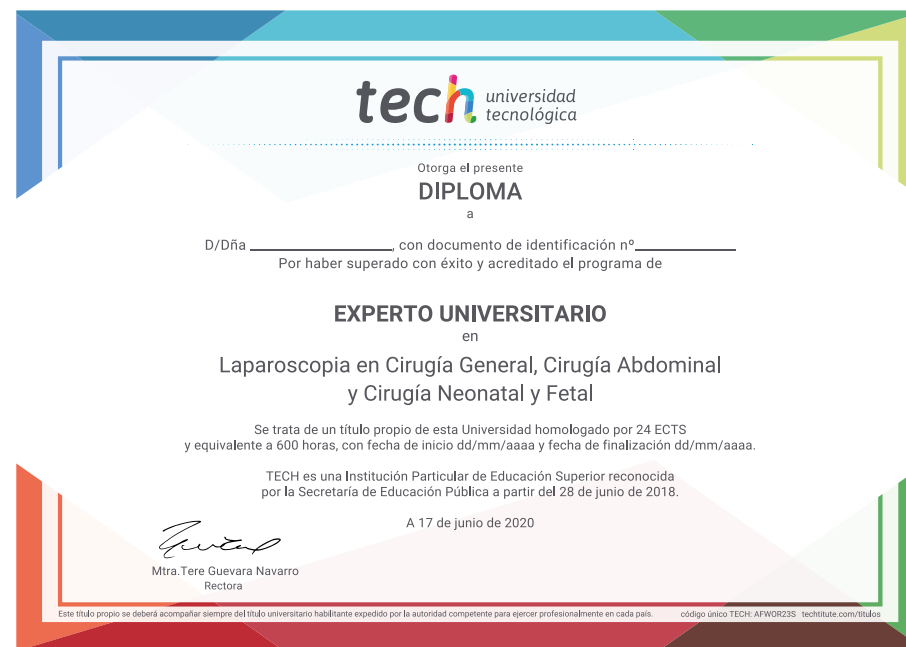 tech universidad
tecnológica
Otorga el presente
DIPLOMA
a
D/Dña ____________________, con documento de identificación nº______________
Por haber superado con éxito y acreditado el programa de
EXPERTO UNIVERSITARIO
en
Laparoscopia en Cirugía General, Cirugía Abdominal
y Cirugía Neonatal y Fetal
Se trata de un título propio de esta Universidad homologado por 24 ECTS
y equivalente a 600 horas, con fecha de inicio dd/mm/aaaa y fecha de finalización dd/mm/aaaa.
TECH es una Institución Particular de Educación Superior reconocida
por la Secretaría de Educación Pública a partir del 28 de junio de 2018.
A 17 de junio de 2020
Mtra.Tere Guevara Navarro
Rectora
Este título propio se deberá acompañar siempre del título universitario habilitante expedido por la autoridad competente para ejercer profesionalmente en cada país. código único TECH: AFWOR23S techtitute.com/titulos